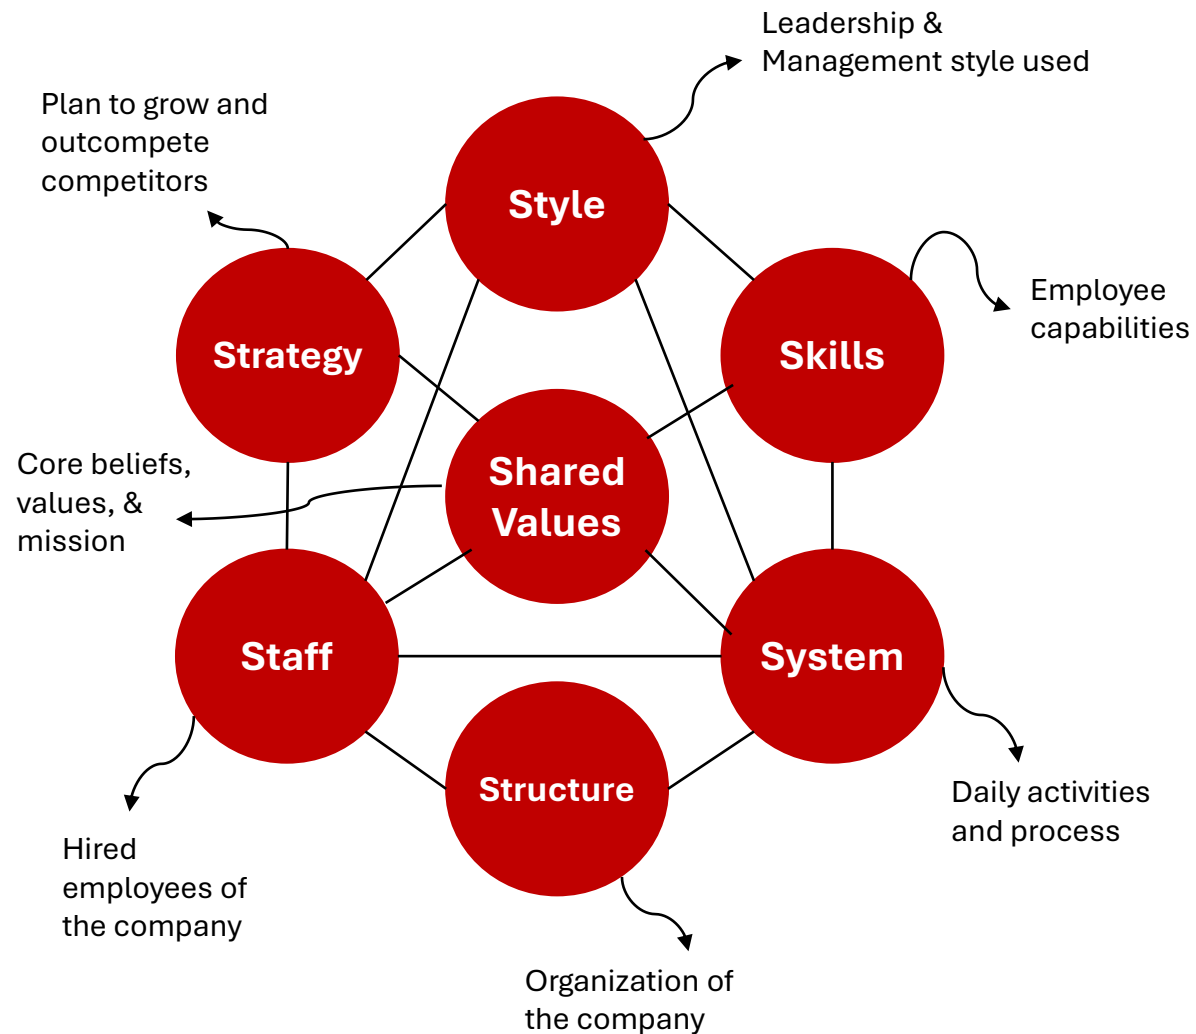 Leadership &
Management style used
Plan to grow and
outcompete
competitors
Style
Strategy
Skills
Employee
capabilities
Core beliefs,
values, &
mission
Shared
Values
Staff
System
Structure
Daily activities
and process
Hired
employees of
the company
Organization of
the company